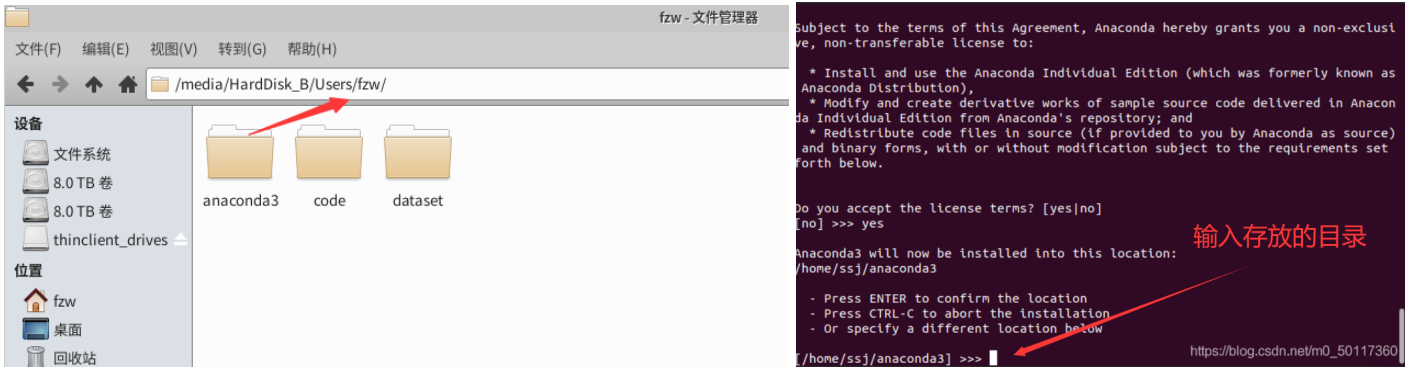 fzw - 文件管理器
文件(F) 编辑(E) 视图(V) 转到(G) 帮助(H)
/media/HardDisk_B/Users/fzw/
设备
文件系统
8.0 TB 卷
8.0 TB 卷
thinclient_drives
位置
fzw
桌面
回收站
anaconda3 code dataset
Subject to the terms of this Agreement, Anaconda hereby grants you a non-exclusi
ve, non-transferable license to:
* Install and use the Anaconda Individual Edition (which was formerly known as
Anaconda Distribution),
* Modify and create derivative works of sample source code delivered in Anacon
da Individual Edition from Anaconda's repository; and
* Redistribute code files in source (if provided to you by Anaconda as source)
and binary forms, with or without modification subject to the requirements set
forth below.
Do you accept the license terms? [yes|no]
[no] >>> yes
输入存放的目录
Anaconda3 will now be installed into this location:
/home/ssj/anaconda3
- Press ENTER to confirm the location
- Press CTRL-C to abort the installation
- Or specify a different location below
[/home/ssj/anaconda3] >>>
https://blog.csdn.net/m0_50117360